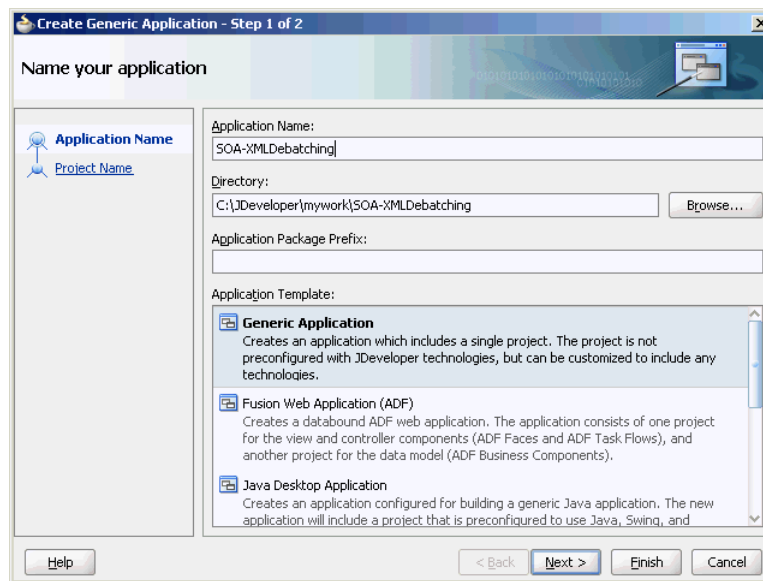 Create Generic Application - Step 1 of 2
Name your application
Application Name
Project Name
Application Name:
SOA-XMLDebatching
Directory:
C:\JDeveloper\mywork\SOA-XMLDebatching
Browse...
Application Package Prefix:
Application Template:
Generic Application
Creates an application which includes a single project. The project is not
preconfigured with JDeveloper technologies, but can be customized to include any
technologies.
Fusion Web Application (ADF)
Creates a databound ADF web application. The application consists of one project
for the view and controller components (ADF Faces and ADF Task Flows), and
another project for the data model (ADF Business Components).
Java Desktop Application
Creates an application configured for building a generic Java application. The new
application will include a project that is preconfigured to use Java, Swing, and
Help
< Back
Next >
Finish
Cancel